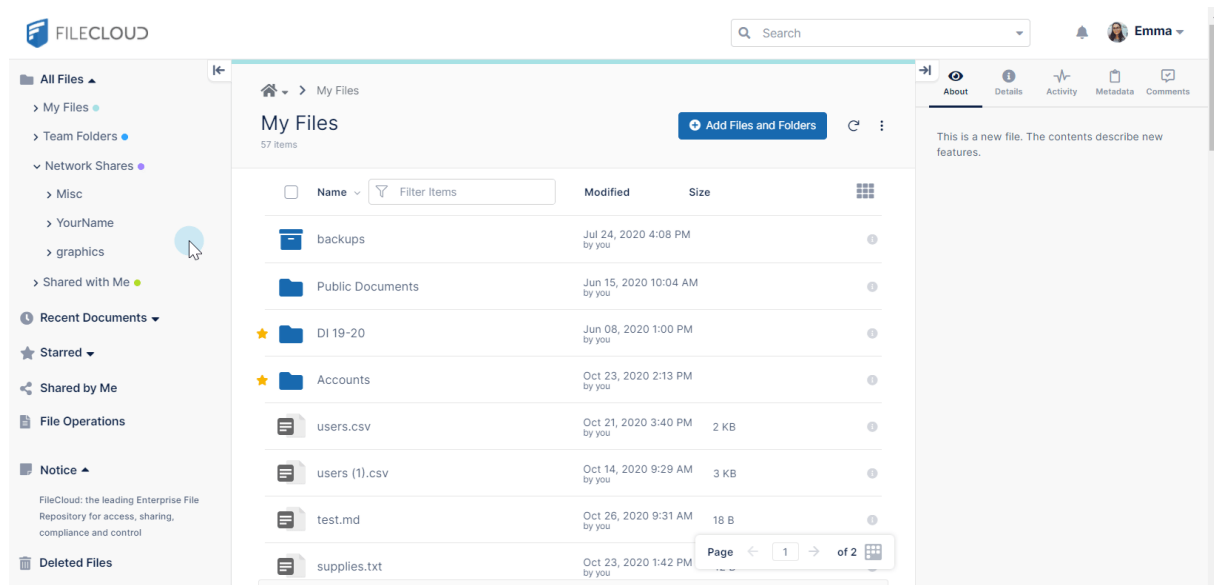 FILECLOUD
Search
Emma
All Files
My Files
Team Folders
Network Shares
Misc
YourName
graphics
Shared with Me
Recent Documents
Starred
Shared by Me
File Operations
Notice
FileCloud: the leading Enterprise File
Repository for access, sharing,
compliance and control
Deleted Files
My Files
My Files
57 items
Add Files and Folders
Name Filter Items Modified Size
backups Jul 24, 2020 4:08 PM
by you
Public Documents Jun 15, 2020 10:04 AM
by you
DI 19-20 Jun 08, 2020 1:00 PM
by you
Accounts Oct 23, 2020 2:13 PM
by you
users.csv Oct 21, 2020 3:40 PM 2 KB
by you
users (1).csv Oct 14, 2020 9:29 AM 3 KB
by you
test.md Oct 26, 2020 9:31 AM 18 B
by you
supplies.txt Oct 23, 2020 1:42 PM
by you
Page 1 of 2
About Details Activity Metadata Comments
This is a new file. The contents describe new
features.